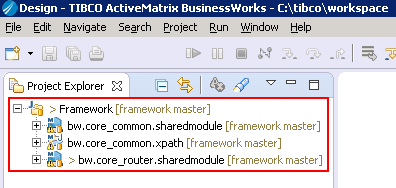 Design - TIBCO ActiveMatrix BusinessWorks - C:\tibco\workspace
File Edit Navigate Search Project Run Window Help
Project Explorer
> Framework [framework master]
bw.core_common.sharedmodule [framework master]
bw.core_common.xpath [framework master]
> bw.core_router.sharedmodule [framework master]